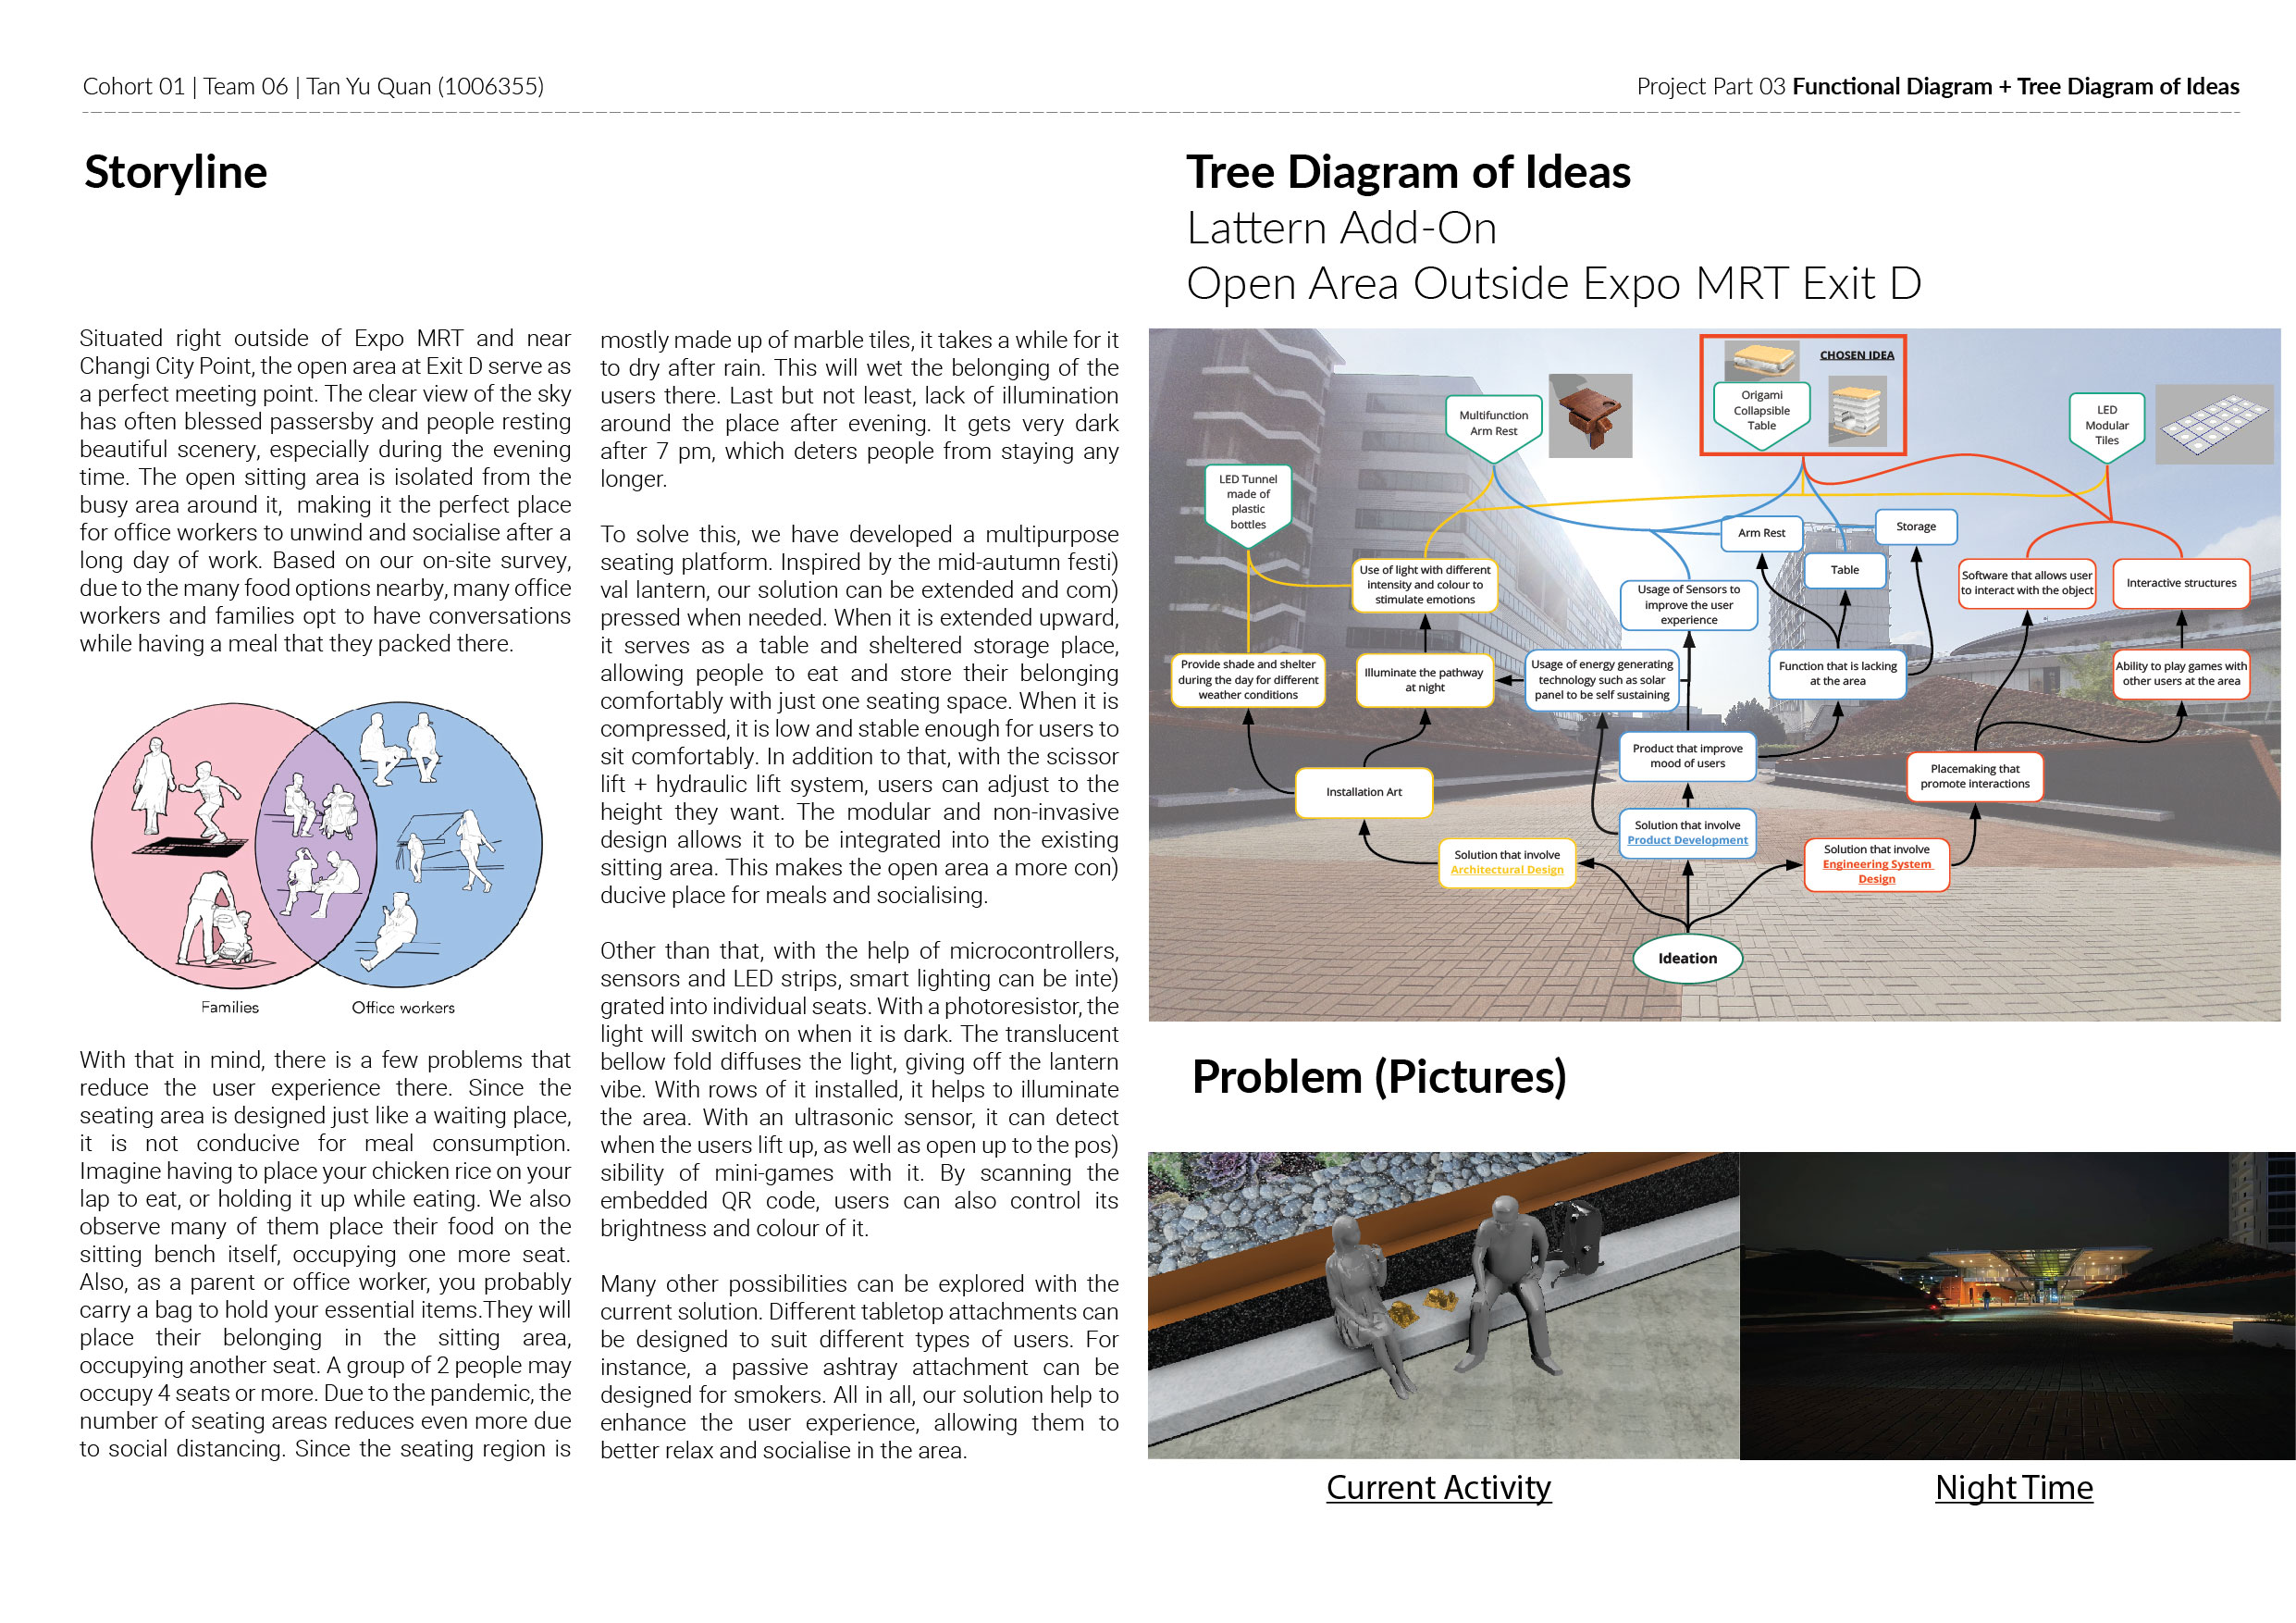 Cohort 01 | Team 06 | Tan Yu Quan (1006355)
Project Part 03 Functional Diagram + Tree Diagram of Ideas
Storyline
Situated right outside of Expo MRT and near
Changi City Point, the open area at Exit D serve as
a perfect meeting point. The clear view of the sky
has often blessed passersby and people resting
beautiful scenery, especially during the evening
time. The open sitting area is isolated from the
busy area around it, making it the perfect place
for office workers to unwind and socialise after a
long day of work. Based on our on-site survey,
due to the many food options nearby, many office
workers and families opt to have conversations
while having a meal that they packed there.
Families
Office workers
With that in mind, there is a few problems that
reduce the user experience there. Since the
seating area is designed just like a waiting place,
it is not conducive for meal consumption.
Imagine having to place your chicken rice on your
lap to eat, or holding it up while eating. We also
observe many of them place their food on the
sitting bench itself, occupying one more seat.
Also, as a parent or office worker, you probably
carry a bag to hold your essential items.They will
place their belonging in the sitting area,
occupying another seat. A group of 2 people may
occupy 4 seats or more. Due to the pandemic, the
number of seating areas reduces even more due
to social distancing. Since the seating region is
mostly made up of marble tiles, it takes a while for it
to dry after rain. This will wet the belonging of the
users there. Last but not least, lack of illumination
around the place after evening. It gets very dark
after 7 pm, which deters people from staying any
longer.
To solve this, we have developed a multipurpose
seating platform. Inspired by the mid-autumn festi)
val lantern, our solution can be extended and com)
pressed when needed. When it is extended upward,
it serves as a table and sheltered storage place,
allowing people to eat and store their belonging
comfortably with just one seating space. When it is
compressed, it is low and stable enough for users to
sit comfortably. In addition to that, with the scissor
lift + hydraulic lift system, users can adjust to the
height they want. The modular and non-invasive
design allows it to be integrated into the existing
sitting area. This makes the open area a more con)
ducive place for meals and socialising.
Other than that, with the help of microcontrollers,
sensors and LED strips, smart lighting can be inte)
grated into individual seats. With a photoresistor, the
light will switch on when it is dark. The translucent
bellow fold diffuses the light, giving off the lantern
vibe. With rows of it installed, it helps to illuminate
the area. With an ultrasonic sensor, it can detect
when the users lift up, as well as open up to the pos)
sibility of mini-games with it. By scanning the
embedded QR code, users can also control its
brightness and colour of it.
Many other possibilities can be explored with the
current solution. Different tabletop attachments can
be designed to suit different types of users. For
instance, a passive ashtray attachment can be
designed for smokers. All in all, our solution help to
enhance the user experience, allowing them to
better relax and socialise in the area.
Tree Diagram of Ideas
Lattern Add-On
Open Area Outside Expo MRT Exit D
CHOSEN IDEA
Origami
Collapsible
Table
Multifunction
Arm Rest
LED
Modular
Tiles
LED Tunnel
made of
plastic
bottles
Arm Rest
Storage
Table
Use of light with different
intensity and colour to
stimulate emotions
Usage of Sensors to
improve the user
experience
Software that allows user
to interact with the object
Interactive structures
Provide shade and shelter
during the day for different
weather conditions
Illuminate the pathway
at night
Usage of energy generating
technology such as solar
panel to be self sustaining
Function that is lacking
at the area
Ability to play games with
other users at the area
Product that improve
mood of users
Placemaking that
promote interactions
Installation Art
Solution that involve
Product Development
Solution that involve
Architectural Design
Solution that involve
Engineering System
Design
Ideation
Problem (Pictures)
Current Activity
Night Time